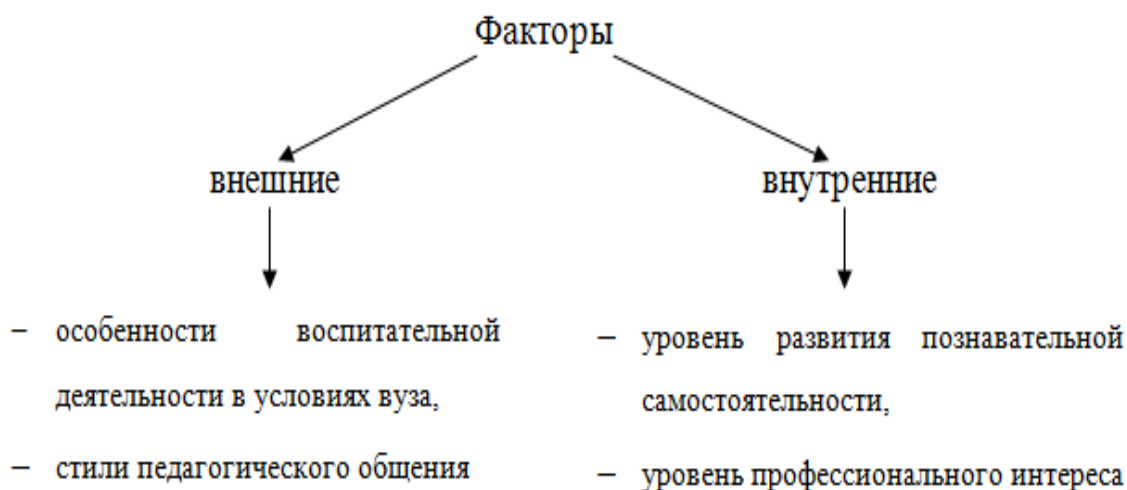 Факторы
внешние
внутренние
– особенности воспитательной
деятельности в условиях вуза,
– стили педагогического общения
– уровень развития познавательной
самостоятельности,
– уровень профессионального интереса